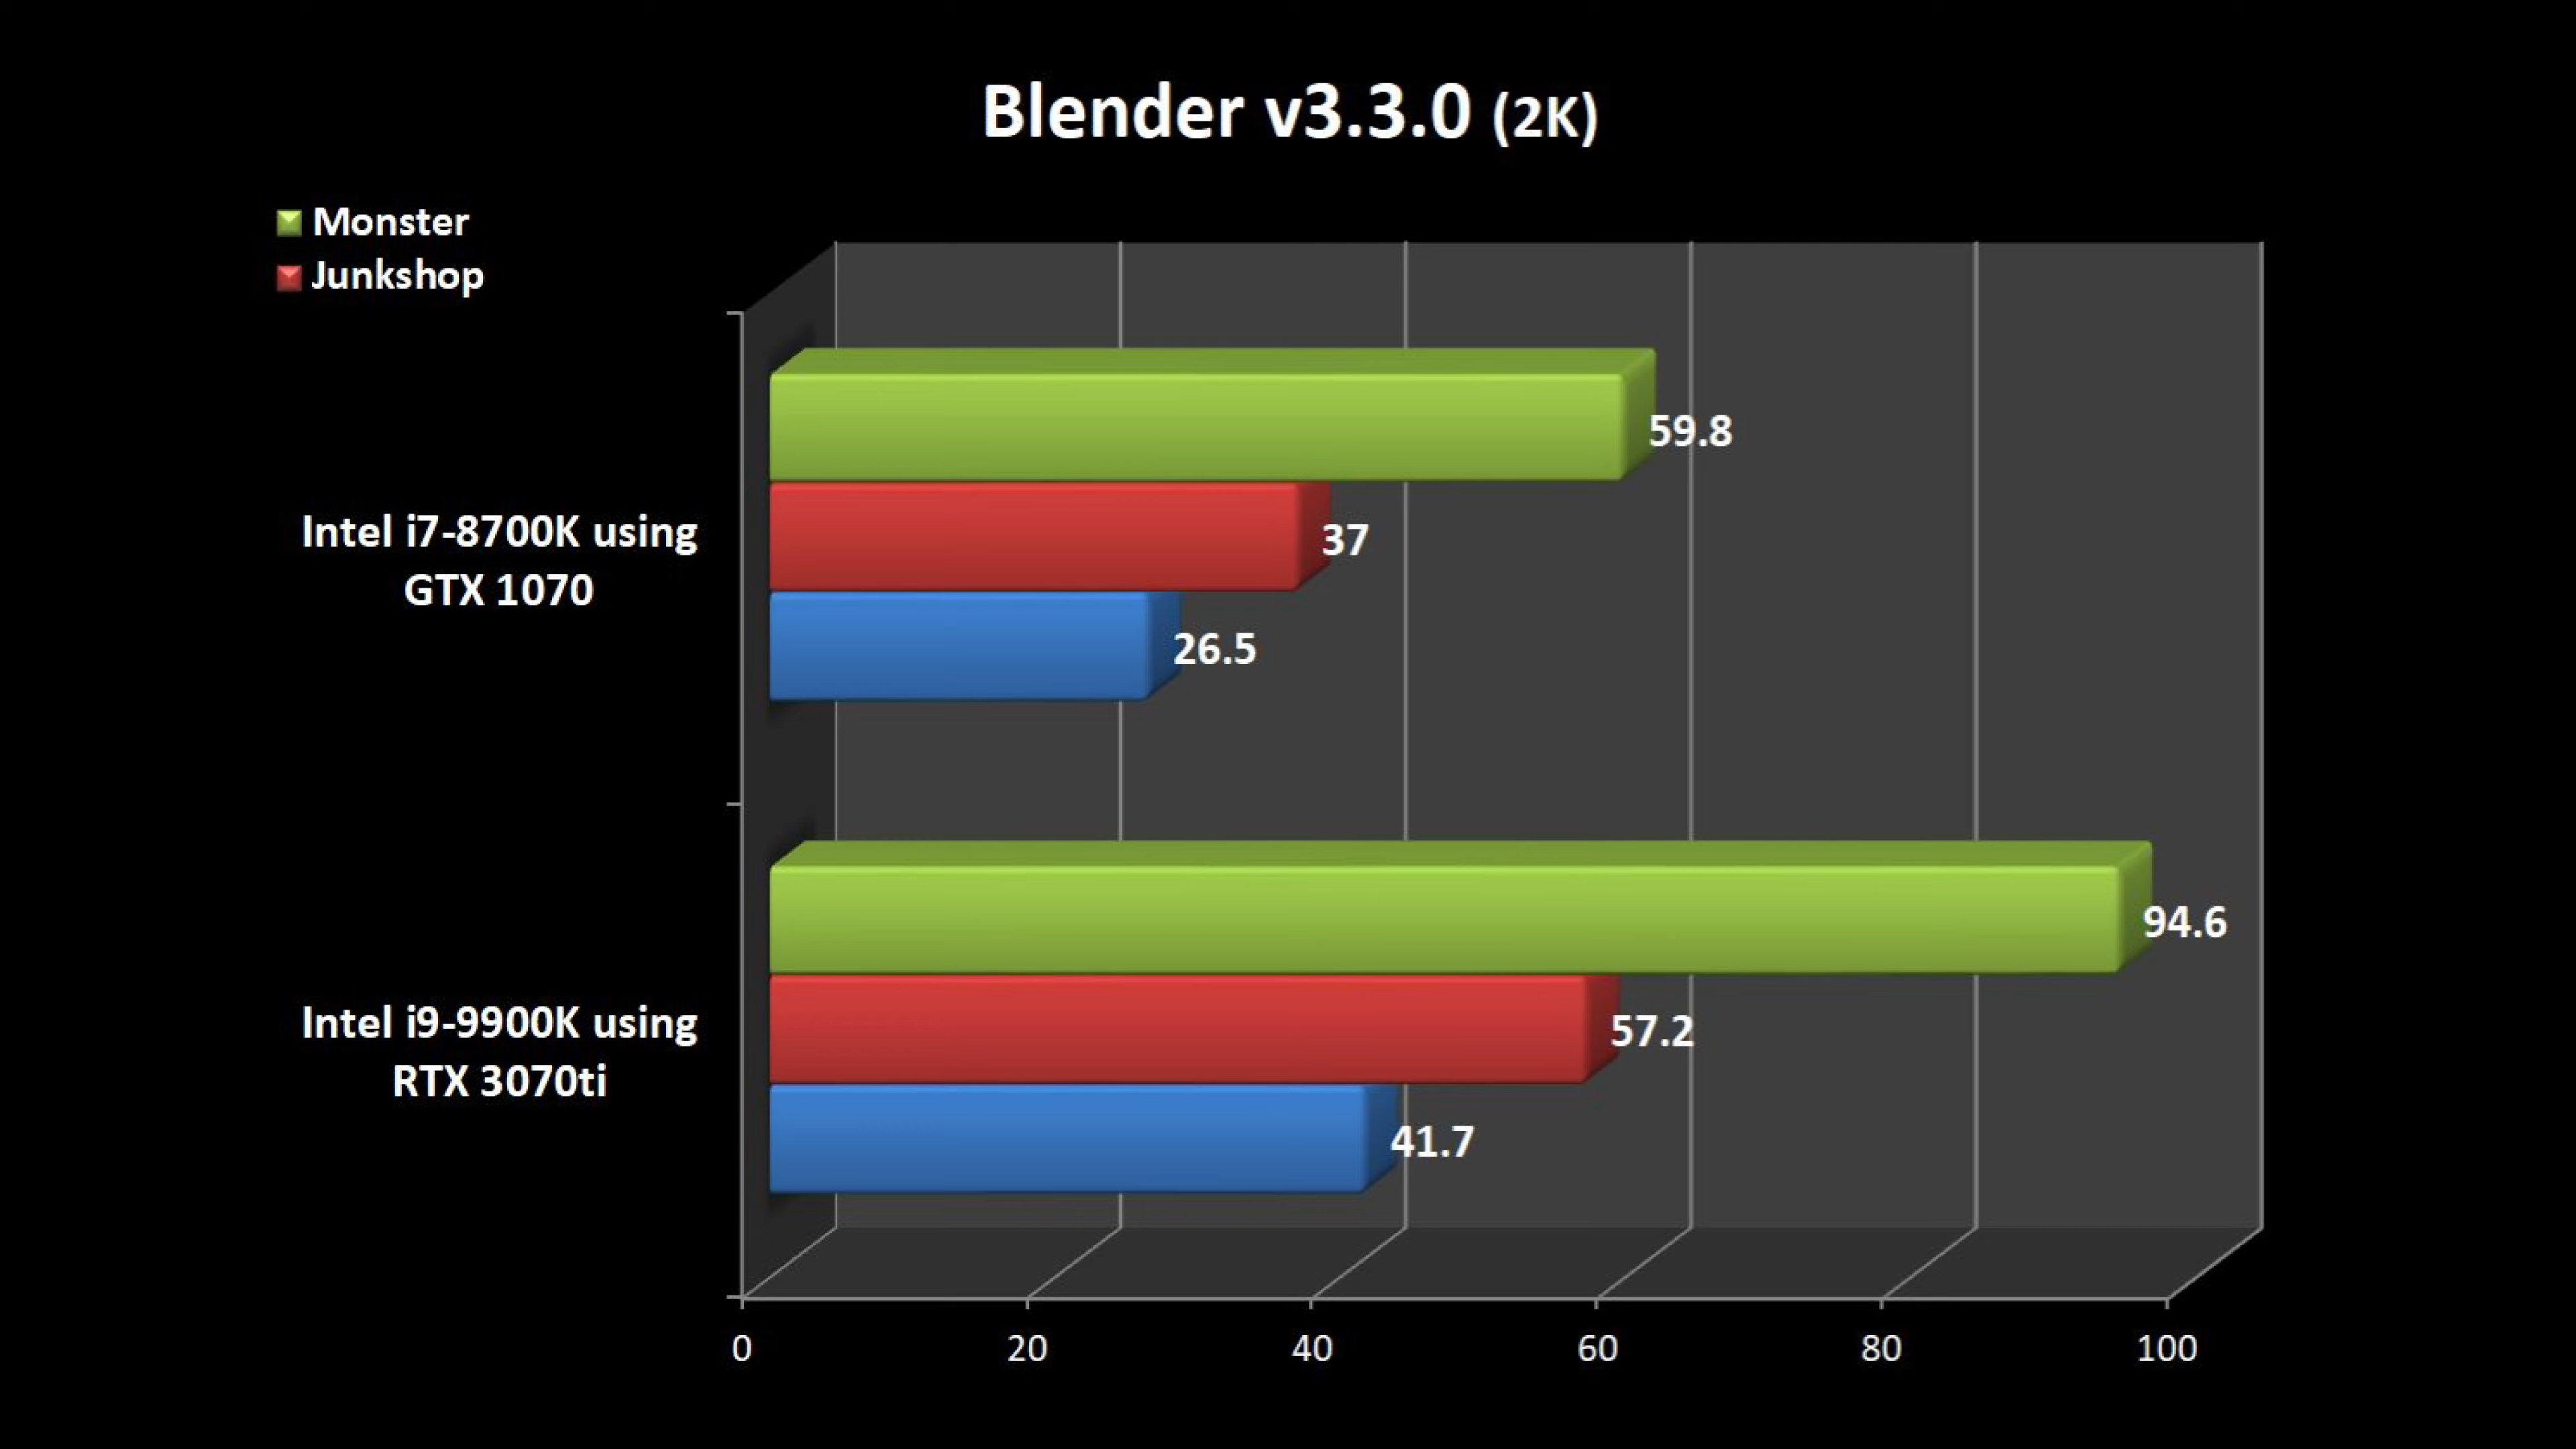 Blender v3.3.0 (2K)
Monster
Junkshop
59.8
Intel i7-8700K using
GTX 1070
37
26.5
94.6
Intel i9-9900K using
RTX 3070ti
57.2
41.7
0 20 40 60 80 100